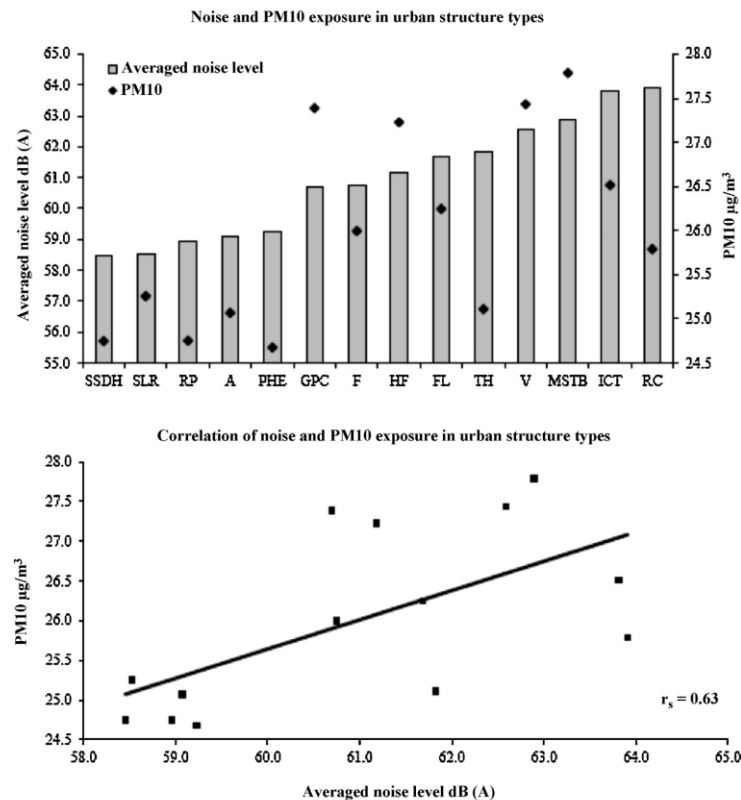 Noise and PM10 exposure in urban structure types
65.0
64.0
63.0
62.0
61.0
60.0
59.0
58.0
57.0
56.0
55.0
Averaged noise level dB (A)
Averaged noise level
PM10
28.0
27.5
27.0
26.5
26.0
25.5
25.0
24.5
PM10 µg/m³
SSDH SLR RP A PHE GPC F HF FL TH V MSTB ICT RC
Correlation of noise and PM10 exposure in urban structure types
28.0
27.5
27.0
26.5
26.0
25.5
25.0
24.5
PM10 µg/m³
rₛ = 0.63
58.0 59.0 60.0 61.0 62.0 63.0 64.0 65.0
Averaged noise level dB (A)